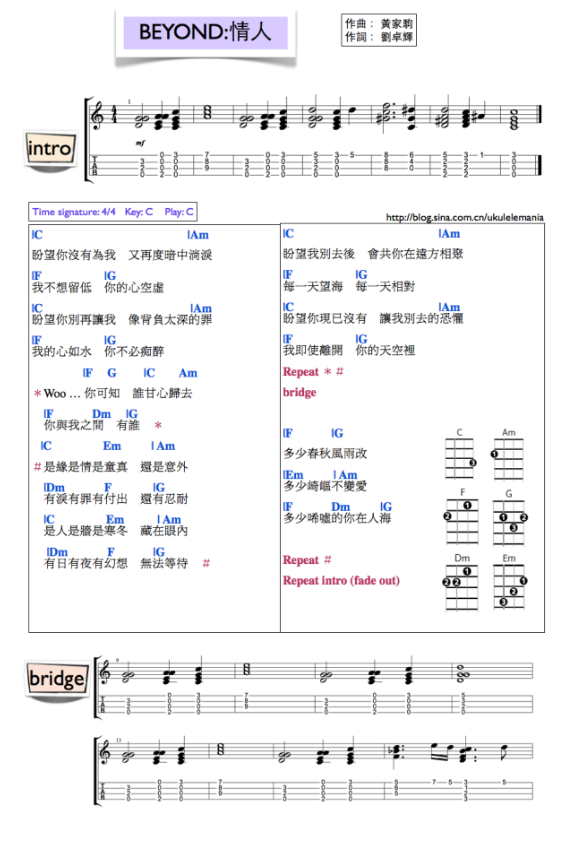 BEYOND:情人
作曲： 黃家駒
作詞： 劉卓輝
intro
Time signature: 4/4 Key: C Play: C
http://blog.sina.com.cn/ukulelemania
|C |Am
盼望你沒有為我 又再度暗中淌淚
|F |G
我不想留低 你的心空虛
|C |Am
盼望你別再讓我 像背負太深的罪
|F |G
我的心如水 你不必痴醉
|F G |C Am
* Woo ... 你可知 誰甘心歸去
|F Dm |G
你與我之間 有誰 *
|C Em | Am
# 是緣是情是童真 還是意外
|Dm F |G
有淚有罪有付出 還有忍耐
|C Em | Am
是人是牆是寒冬 藏在眼內
|Dm F |G
有日有夜有幻想 無法等待 #
|C |Am
盼望我別去後 會共你在遠方相聚
|F |G
每一天望海 每一天相對
|C |Am
盼望你現已沒有 讓我別去的恐懼
|F |G
我即使離開 你的天空裡
Repeat * #
bridge
|F |G
多少春秋風雨改
|Em | Am
多少崎嶇不變愛
|F Dm |G
多少唏噓的你在人海
Repeat #
Repeat intro (fade out)
C Am
F G
Dm Em
bridge